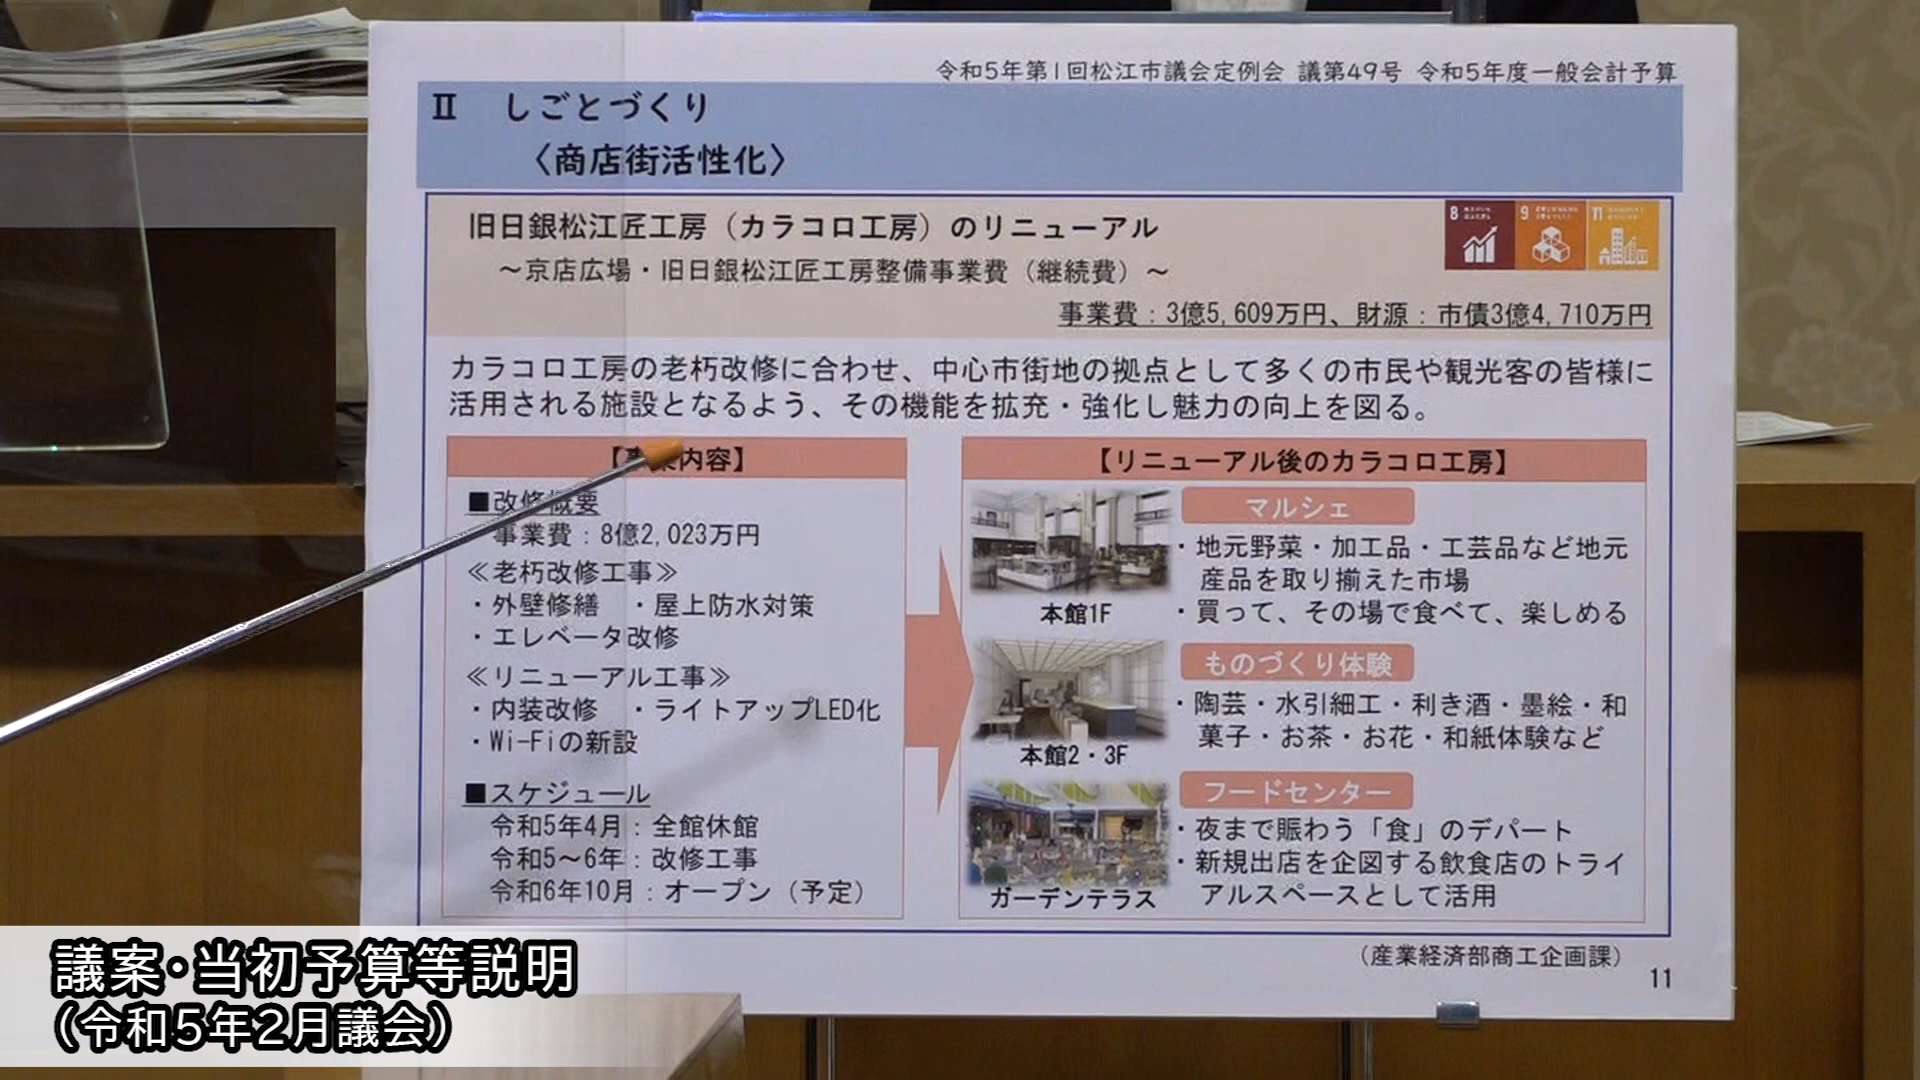 令和5年第1回松江市議会定例会 議第49号 令和5年度一般会計予算
Ⅱ しごとづくり
〈商店街活性化〉
旧日銀松江匠工房（カラコロ工房）のリニューアル
～京店広場・旧日銀松江匠工房整備事業費（継続費）～
8 9 11
事業費：3億5,609万円、財源：市債3億4,710万円
カラコロ工房の老朽改修に合わせ、中心市街地の拠点として多くの市民や観光客の皆様に
活用される施設となるよう、その機能を拡充・強化し魅力の向上を図る。
【事業内容】
■改修概要
事業費：8億2,023万円
≪老朽改修工事≫
・外壁修繕 ・屋上防水対策
・エレベータ改修
≪リニューアル工事≫
・内装改修 ・ライトアップLED化
・Wi-Fiの新設
■スケジュール
令和5年4月：全館休館
令和5～6年：改修工事
令和6年10月：オープン（予定）
【リニューアル後のカラコロ工房】
本館1F
マルシェ
・地元野菜・加工品・工芸品など地元
産品を取り揃えた市場
・買って、その場で食べて、楽しめる
本館2・3F
ものづくり体験
・陶芸・水引細工・利き酒・墨絵・和
菓子・お茶・お花・和紙体験など
ガーデンテラス
フードセンター
・夜まで賑わう「食」のデパート
・新規出店を企図する飲食店のトライ
アルスペースとして活用
（産業経済部商工企画課）
11
議案・当初予算等説明
（令和5年2月議会）